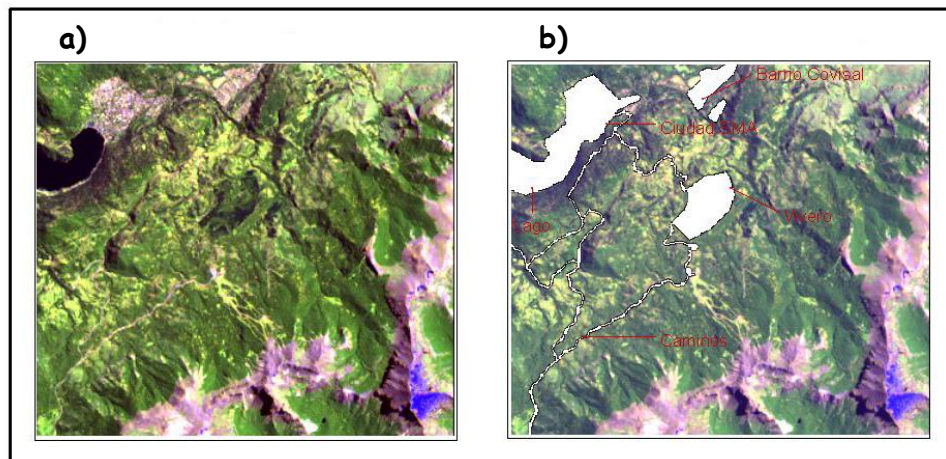 a)
b)
Barrio Covisal
Ciudad SMA
Vivero
Lago
Caminos